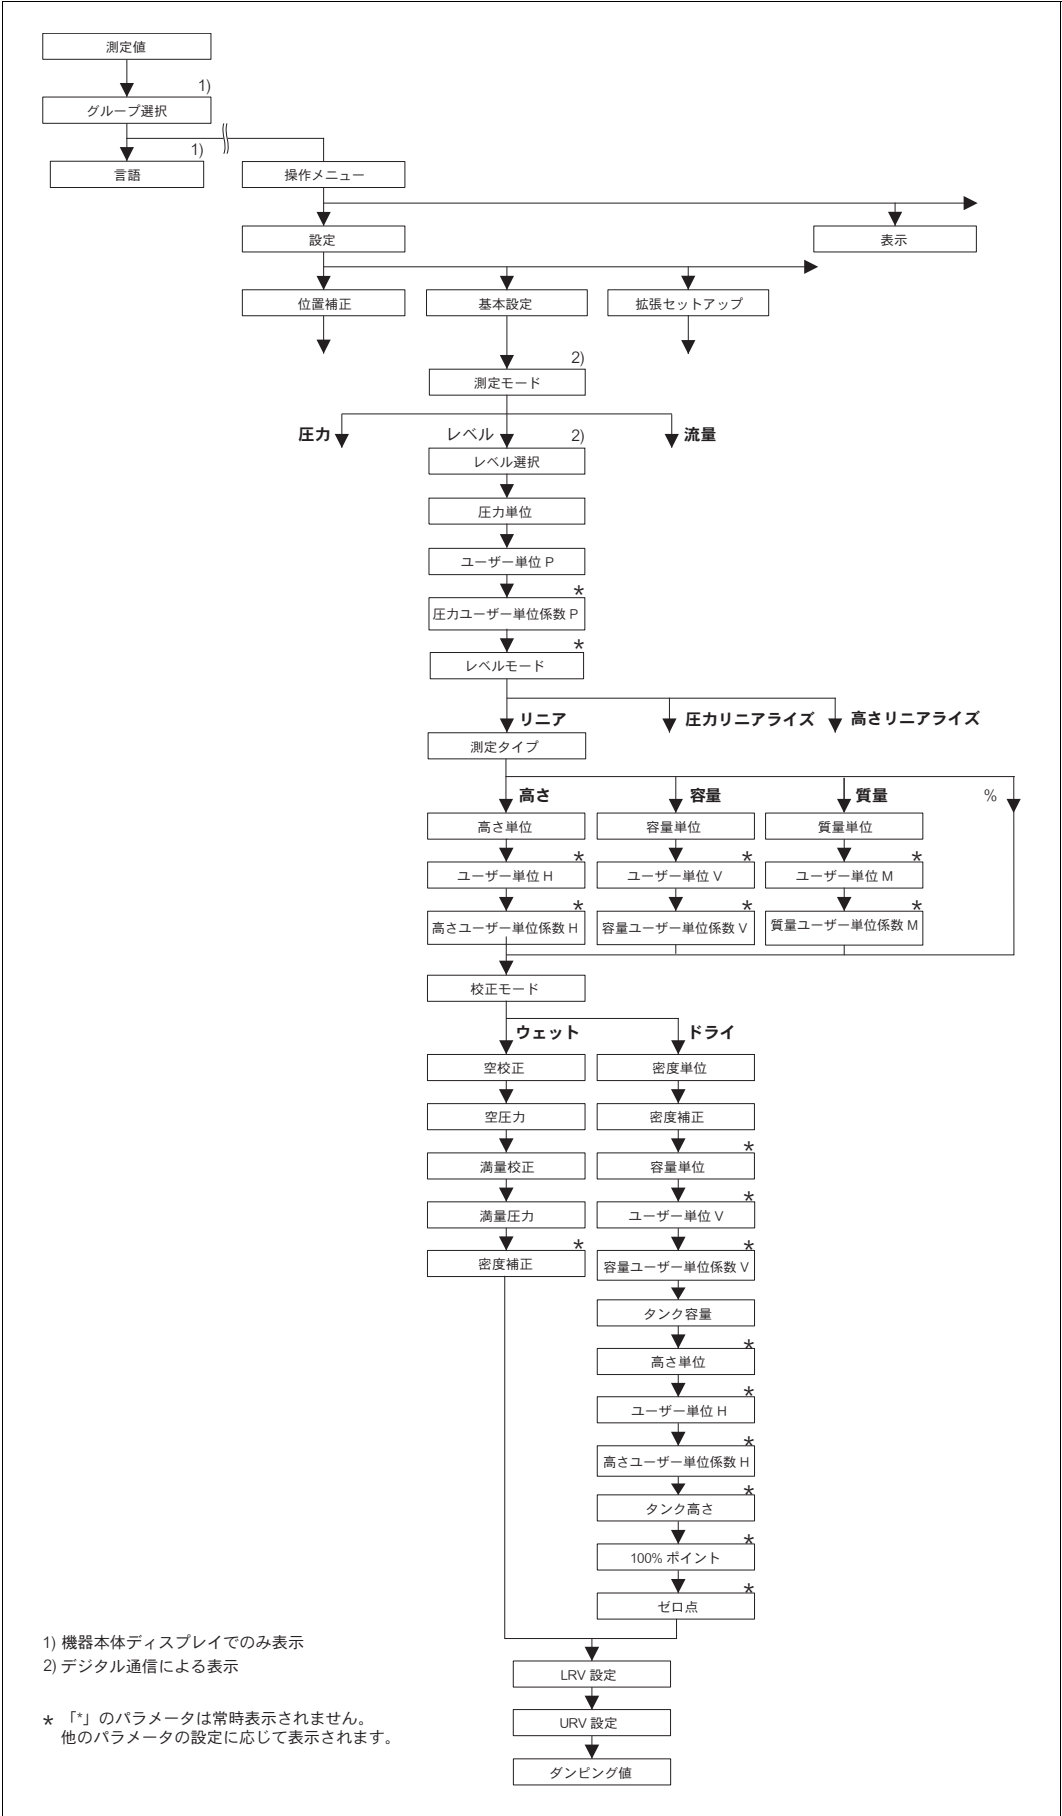 測定値
1)
グループ選択
1)
言語
操作メニュー
設定
表示
位置補正
基本設定
拡張セットアップ
2)
測定モード
圧力
レベル
2)
流量
レベル選択
圧力単位
ユーザー単位 P
*
圧力ユーザー単位係数 P
*
レベルモード
リニア
圧力リニアライズ
高さリニアライズ
測定タイプ
高さ
容量
質量
%
高さ単位
容量単位
質量単位
*
*
*
ユーザー単位 H
ユーザー単位 V
ユーザー単位 M
*
*
*
高さユーザー単位係数 H
容量ユーザー単位係数 V
質量ユーザー単位係数 M
校正モード
ウェット
ドライ
空校正
密度単位
空圧力
密度補正
*
満量校正
容量単位
*
満量圧力
ユーザー単位 V
*
*
密度補正
容量ユーザー単位係数 V
タンク容量
*
高さ単位
*
ユーザー単位 H
*
高さユーザー単位係数 H
*
タンク高さ
*
100% ポイント
*
ゼロ点
1) 機器本体ディスプレイでのみ表示
2) デジタル通信による表示
* 「*」のパラメータは常時表示されません。
他のパラメータの設定に応じて表示されます。
LRV 設定
URV 設定
ダンピング値